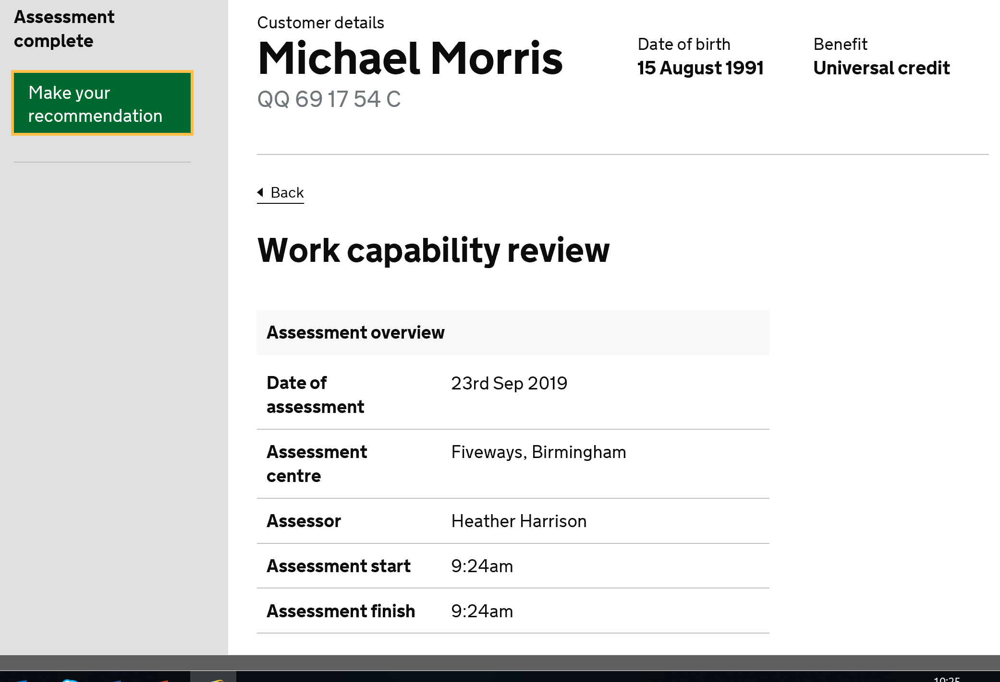 Assessment
complete
Make your
recommendation
Customer details
Michael Morris
QQ 69 17 54 C
Date of birth
15 August 1991
Benefit
Universal credit
Back
Work capability review
Assessment overview
Date of
assessment
23rd Sep 2019
Assessment
centre
Fiveways, Birmingham
Assessor
Heather Harrison
Assessment start
9:24am
Assessment finish
9:24am
10:25